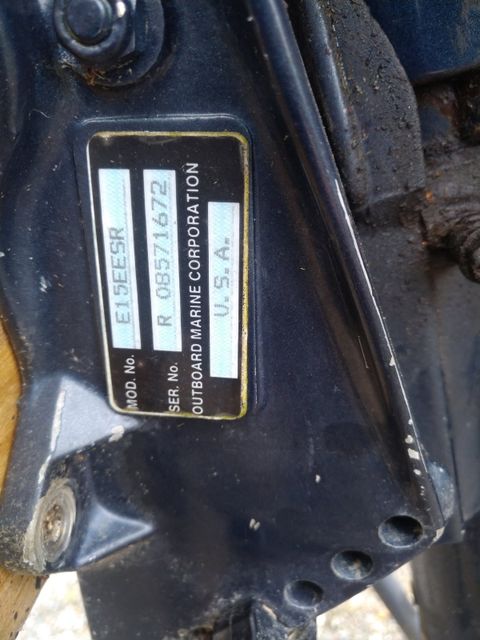 MOD. No. E15EESR
SER. No. R 08571672
OUTBOARD MARINE CORPORATION
U.S.A.